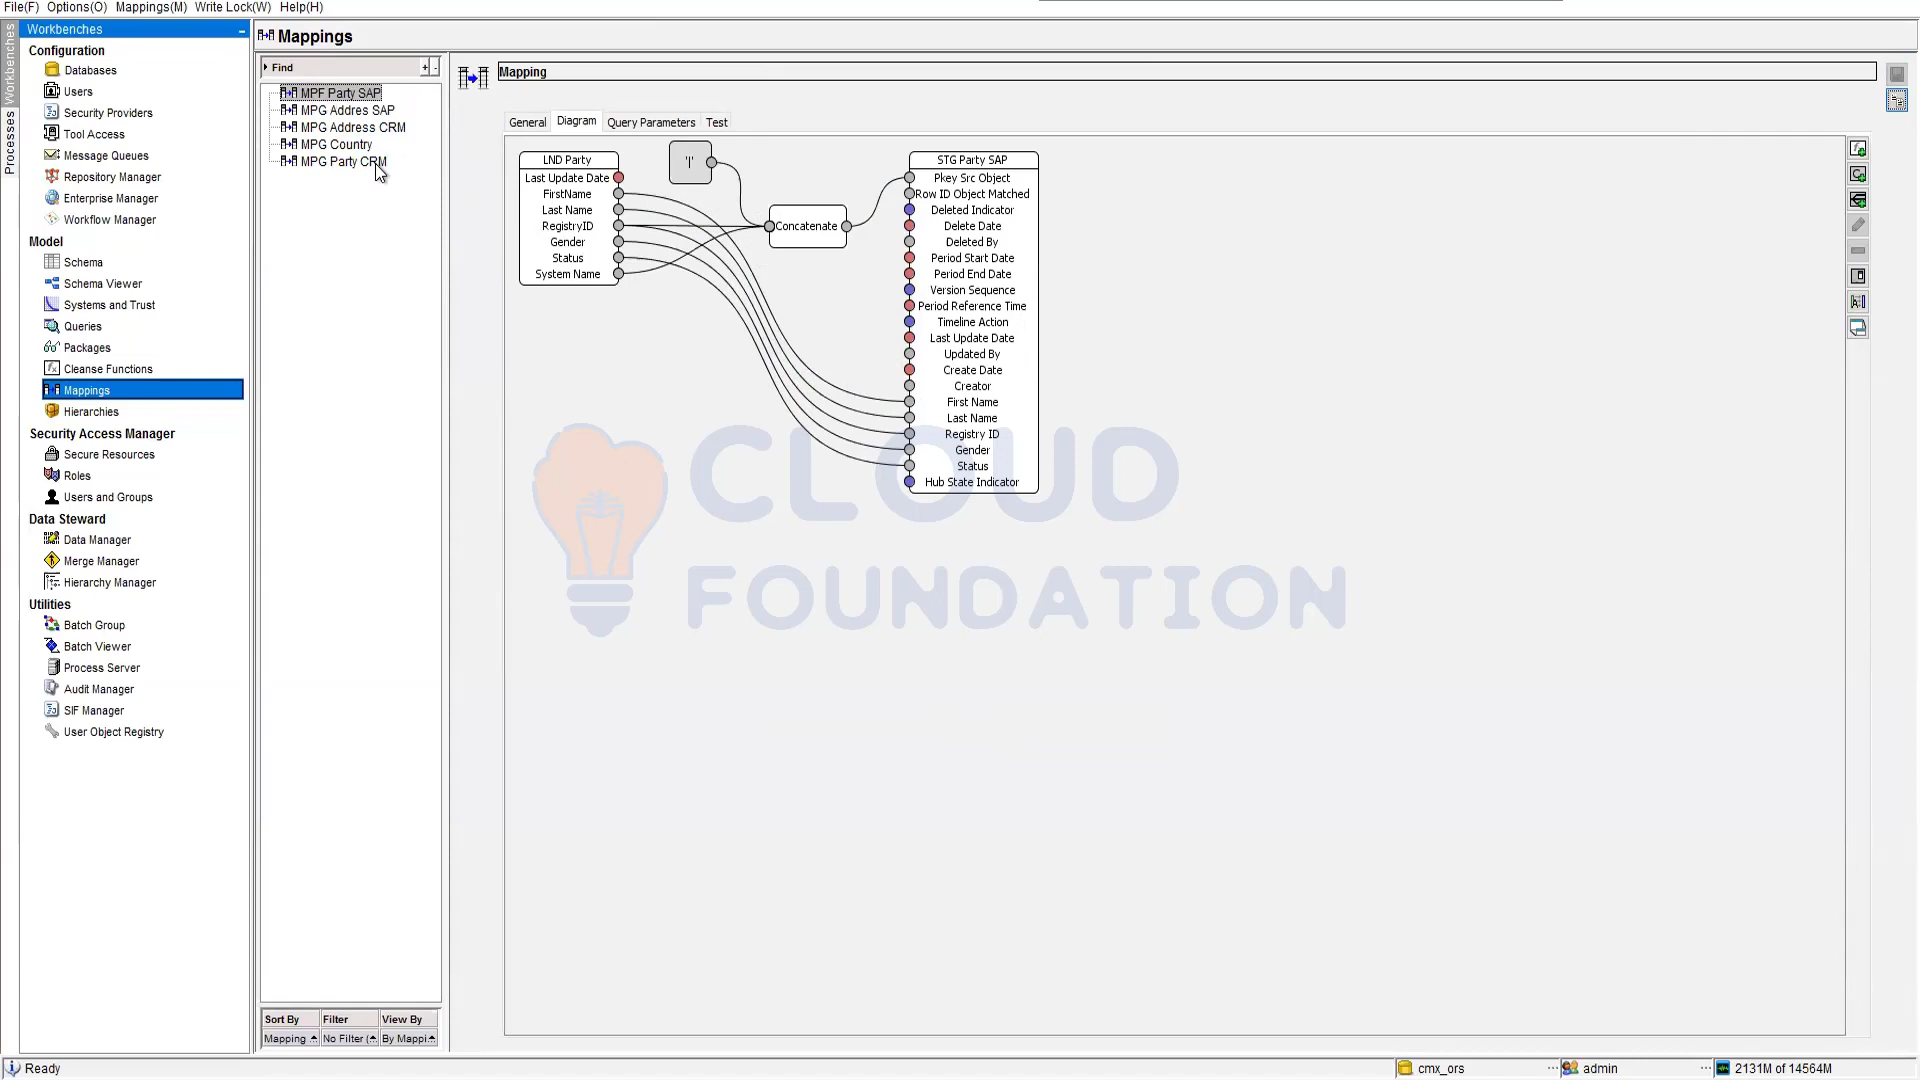 File(F) Options(O) Mappings(M) Write Lock(W) Help(H)
Workbenches
Processes
Workbenches
Configuration
Databases
Users
Security Providers
Tool Access
Message Queues
Repository Manager
Enterprise Manager
Workflow Manager
Model
Schema
Schema Viewer
Systems and Trust
Queries
Packages
Cleanse Functions
Mappings
Hierarchies
Security Access Manager
Secure Resources
Roles
Users and Groups
Data Steward
Data Manager
Merge Manager
Hierarchy Manager
Utilities
Batch Group
Batch Viewer
Process Server
Audit Manager
SIF Manager
User Object Registry
Mappings
Find
+ -
MPF Party SAP
MPG Addres SAP
MPG Address CRM
MPG Country
MPG Party CRM
Sort By Filter View By
Mapping No Filter ( By Mappi
Mapping
General Diagram Query Parameters Test
LND Party
Last Update Date
FirstName
Last Name
RegistryID
Gender
Status
System Name
'|'
Concatenate
STG Party SAP
Pkey Src Object
Row ID Object Matched
Deleted Indicator
Delete Date
Deleted By
Period Start Date
Period End Date
Version Sequence
Period Reference Time
Timeline Action
Last Update Date
Updated By
Create Date
Creator
First Name
Last Name
Registry ID
Gender
Status
Hub State Indicator
CLOUD
FOUNDATION
Ready
cmx_ors ... admin ... 2131M of 14564M